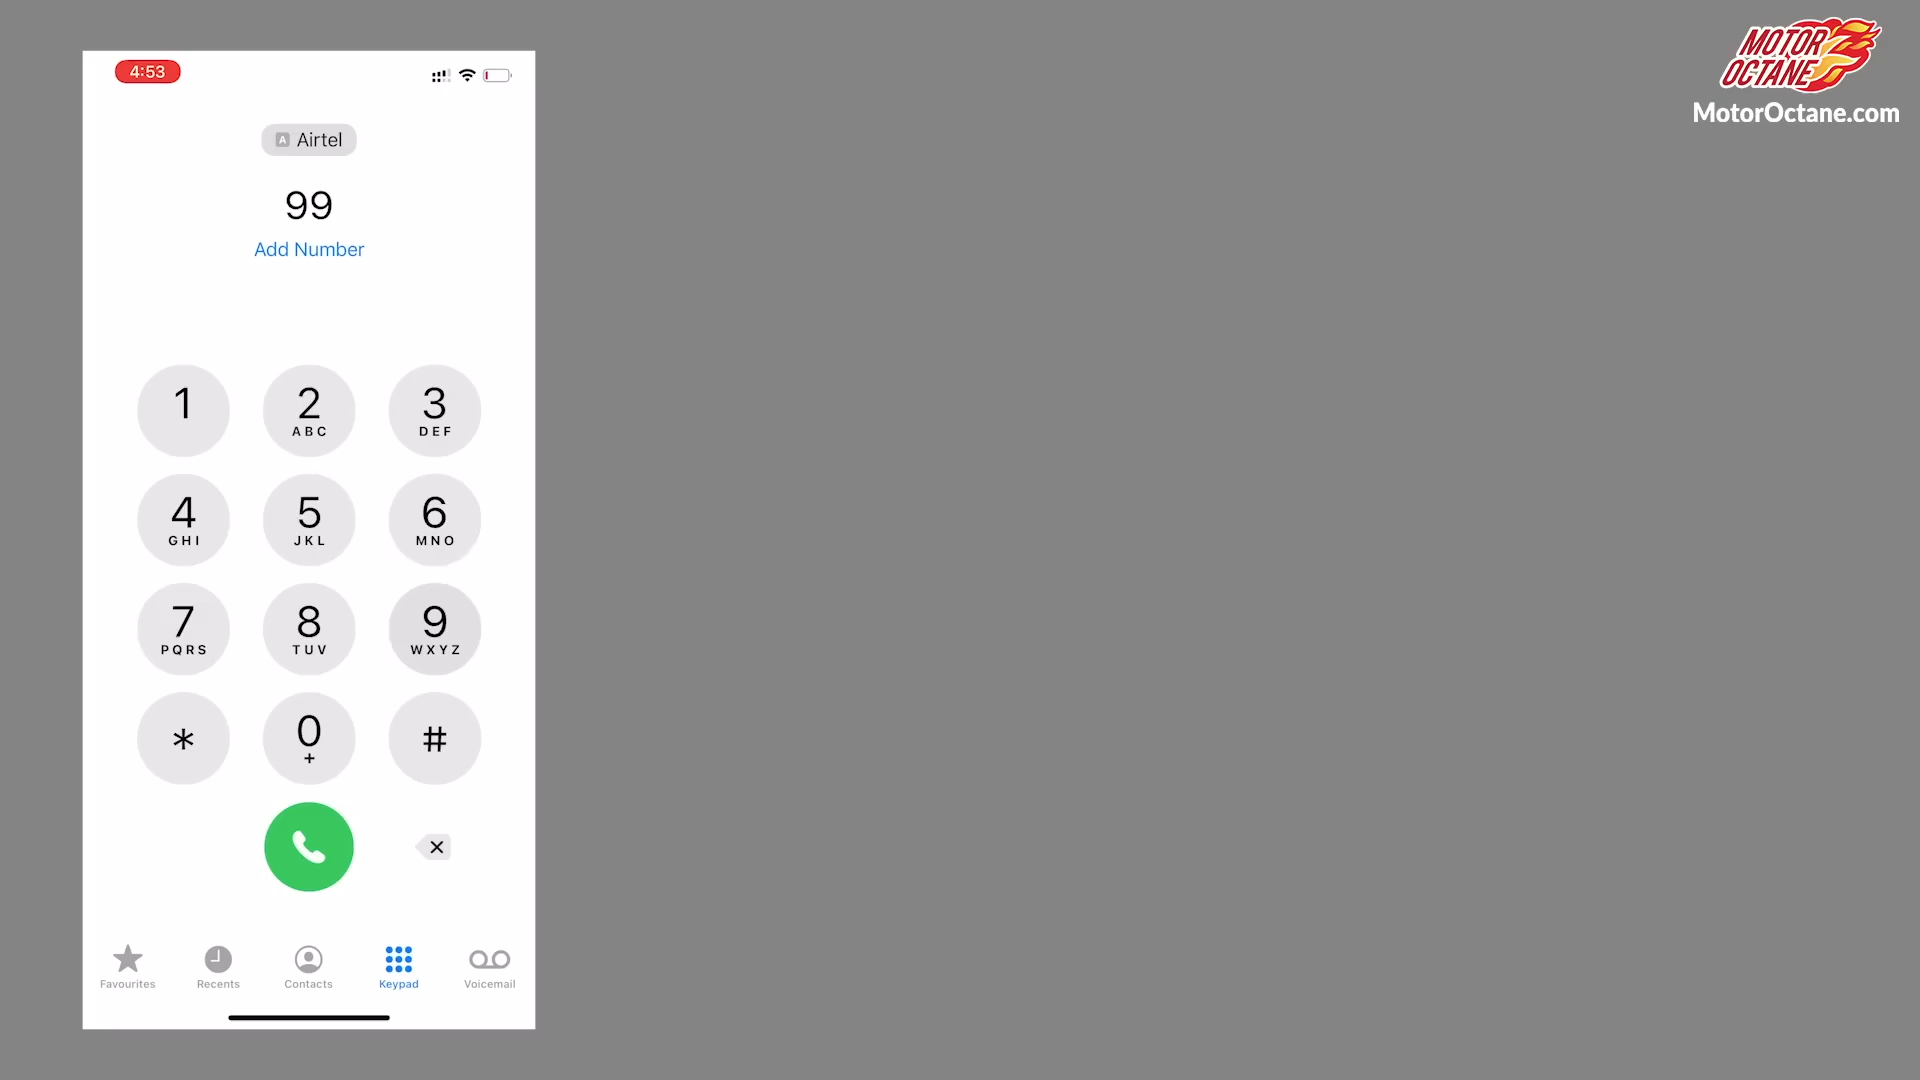 4:53
A Airtel
99
Add Number
1
2
ABC
3
DEF
4
GHI
5
JKL
6
MNO
7
PQRS
8
TUV
9
WXYZ
*
0
+
#
Favourites
Recents
Contacts
Keypad
Voicemail
MOTOR
OCTANE
MotorOctane.com